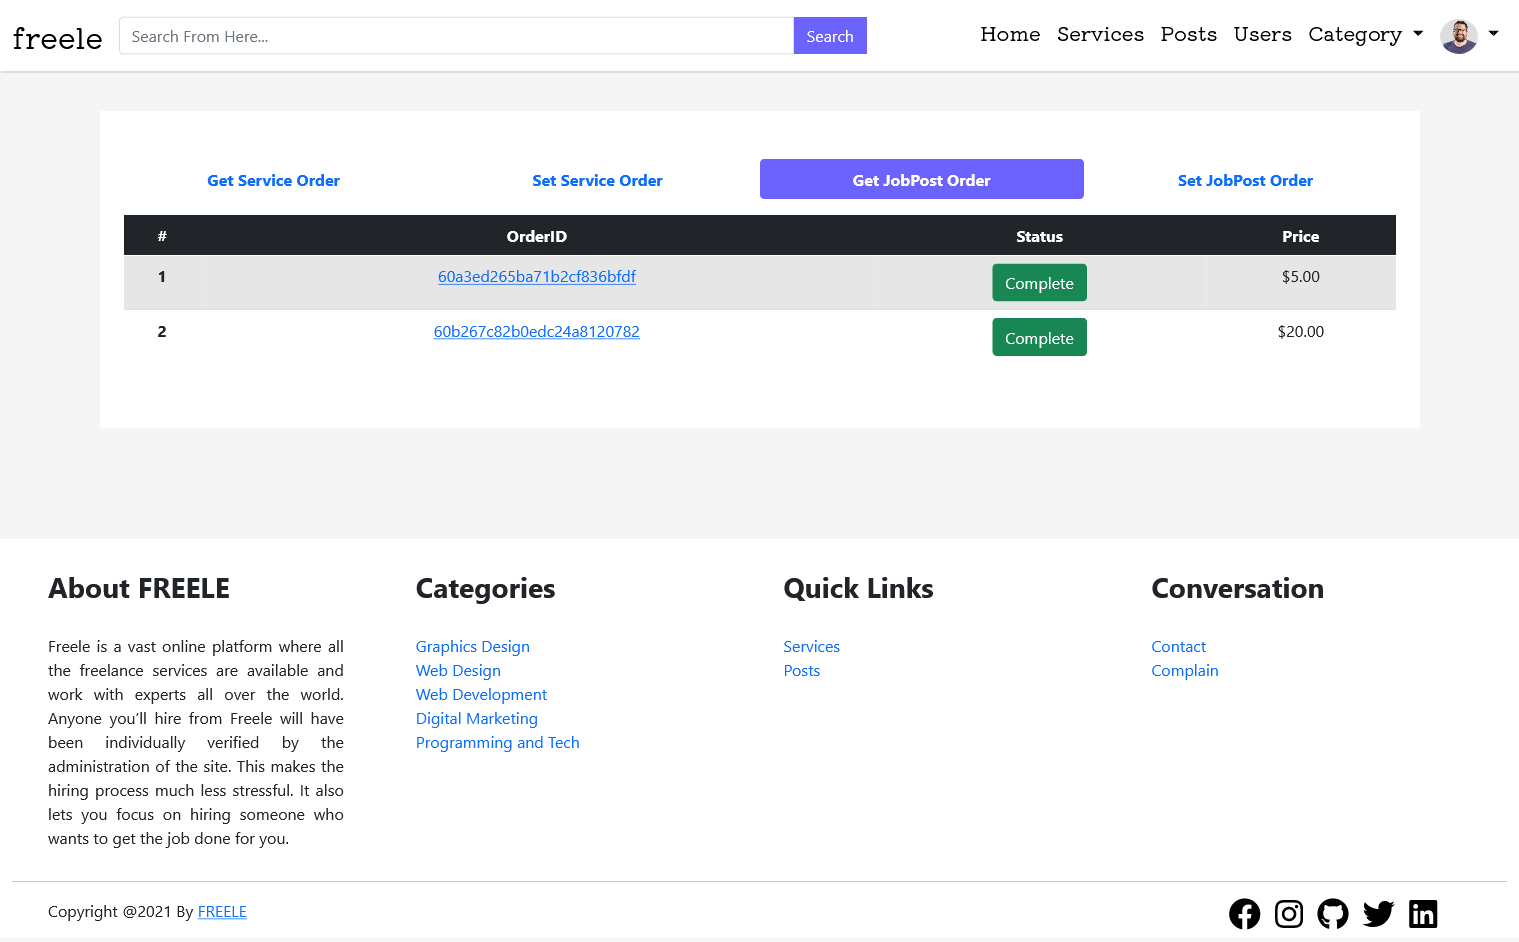 freele
Search From Here...
Search
Home Services Posts Users Category
Get Service Order Set Service Order Get JobPost Order Set JobPost Order
# OrderID Status Price
1 60a3ed265ba71b2cf836bfdf Complete $5.00
2 60b267c82b0edc24a8120782 Complete $20.00
About FREELE
Freele is a vast online platform where all
the freelance services are available and
work with experts all over the world.
Anyone you’ll hire from Freele will have
been individually verified by the
administration of the site. This makes the
hiring process much less stressful. It also
lets you focus on hiring someone who
wants to get the job done for you.
Categories
Graphics Design
Web Design
Web Development
Digital Marketing
Programming and Tech
Quick Links
Services
Posts
Conversation
Contact
Complain
Copyright @2021 By FREELE